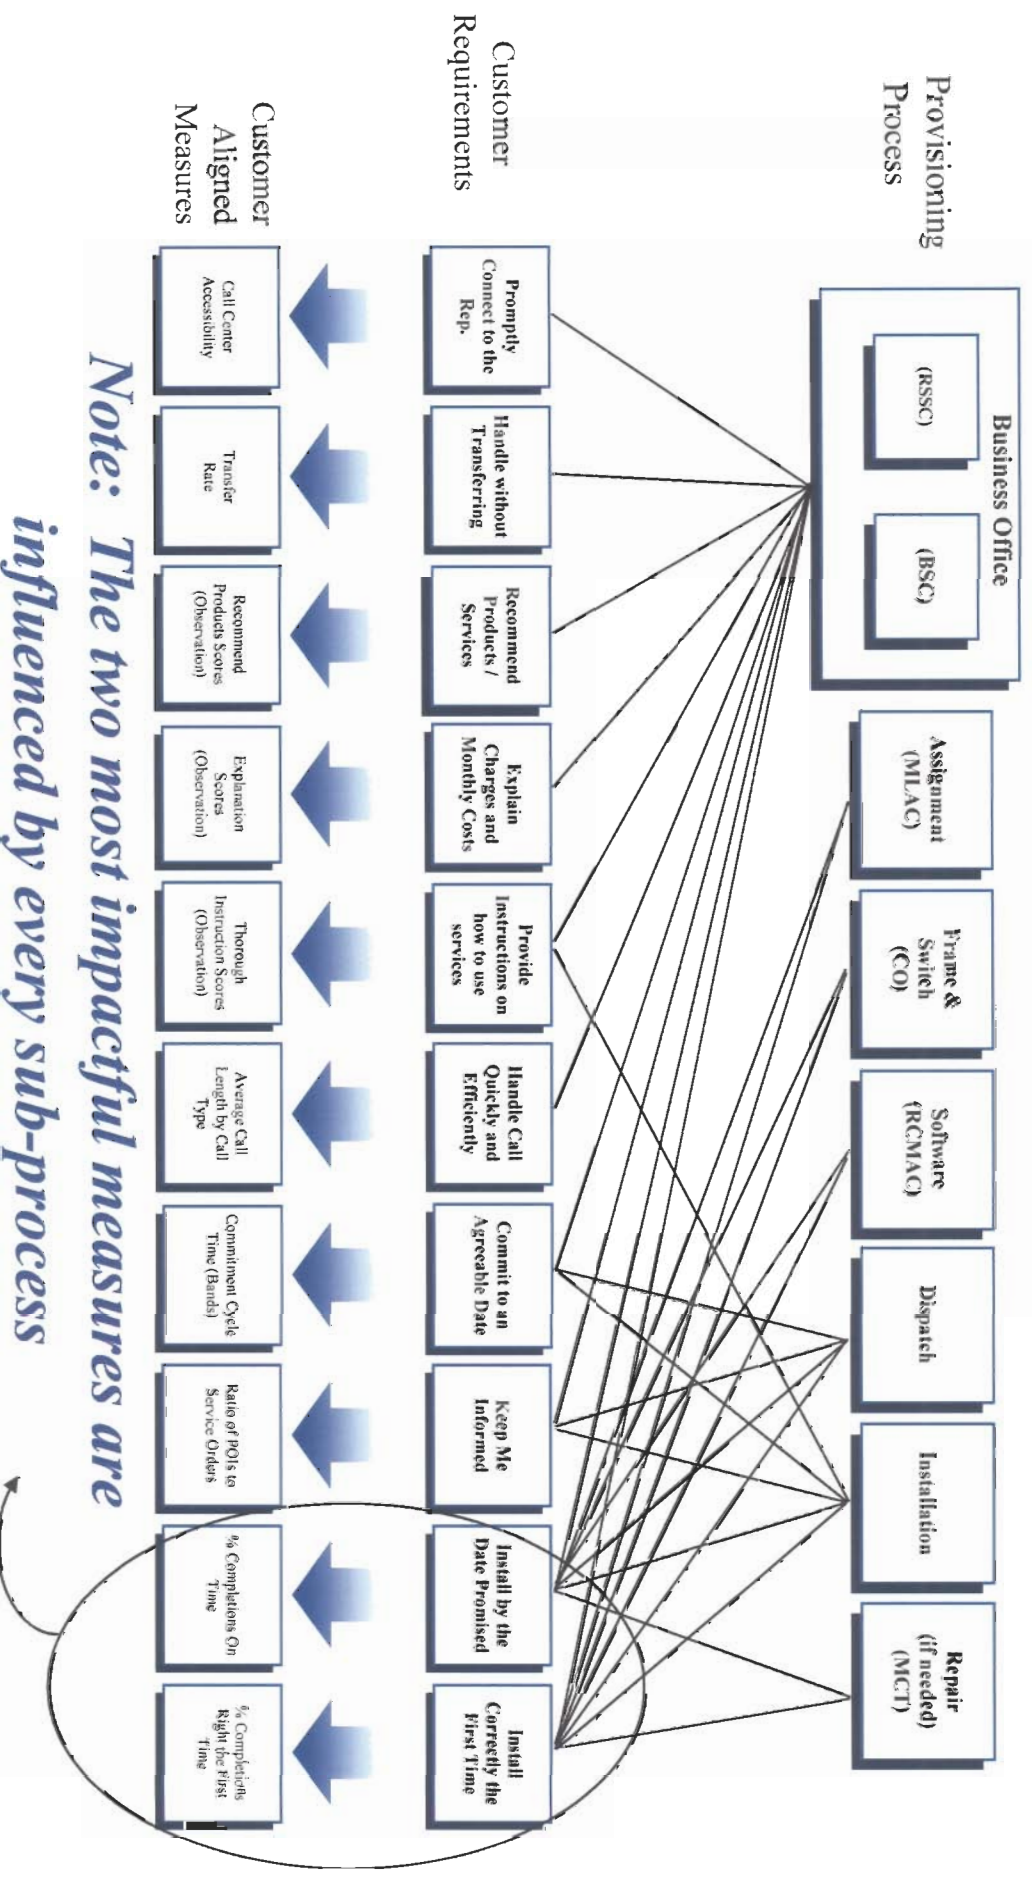 Provisioning
Process
Business Office
(RSSC)
(BSC)
Assignment
(MLAC)
Frame &
Switch
(CO)
Software
(RCMAC)
Dispatch
Installation
Repair
(if needed)
(MCT)
Customer
Requirements
Promptly
Connect to the
Rep.
Handle without
Transferring
Recommend
Products /
Services
Explain
Charges and
Monthly Costs
Provide
Instructions on
how to use
services
Handle Call
Quickly and
Efficiently
Commit to an
Agreeable Date
Keep Me
Informed
Install by the
Date Promised
Install
Correctly the
First Time
Customer
Aligned
Measures
Call Center
Accessibility
Transfer
Rate
Recommend
Products Scores
(Observation)
Explanation
Scores
(Observation)
Thorough
Instruction Scores
(Observation)
Average Call
Length by Call
Type
Commitment Cycle
Time (Bands)
Ratio of POIs to
Service Orders
% Completions On
Time
% Completions
Right the First
Time
Note: The two most impactful measures are
influenced by every sub-process